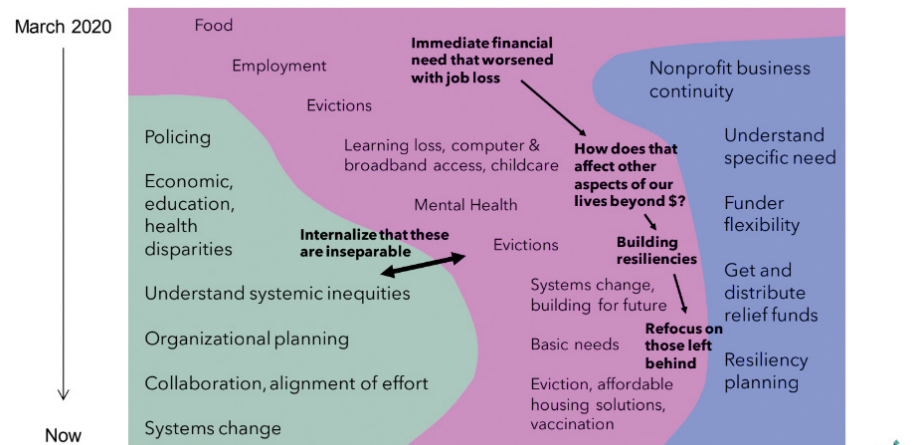 March 2020
Now
Food
Employment
Evictions
Learning loss, computer &
broadband access, childcare
Mental Health
Evictions
Systems change,
building for future
Basic needs
Eviction, affordable
housing solutions,
vaccination
Immediate financial
need that worsened
with job loss
How does that
affect other
aspects of our
lives beyond $?
Building
resiliencies
Refocus on
those left
behind
Internalize that these
are inseparable
Policing
Economic,
education,
health
disparities
Understand systemic inequities
Organizational planning
Collaboration, alignment of effort
Systems change
Nonprofit business
continuity
Understand
specific need
Funder
flexibility
Get and
distribute
relief funds
Resiliency
planning